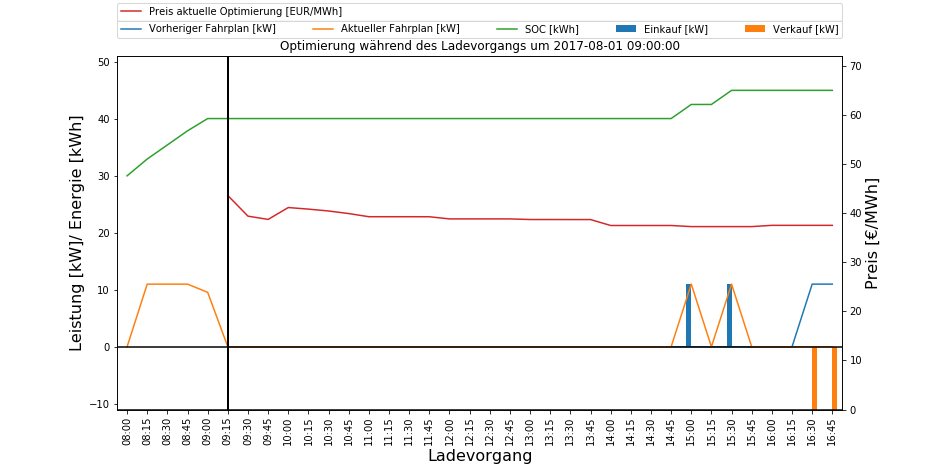 Preis aktuelle Optimierung [EUR/MWh]
Vorheriger Fahrplan [kW] Aktueller Fahrplan [kW] SOC [kWh] Einkauf [kW] Verkauf [kW]
Optimierung während des Ladevorgangs um 2017-08-01 09:00:00
Leistung [kW]/ Energie [kWh]
50
40
30
20
10
0
−10
70
60
50
40
30
20
10
0
Preis [€/MWh]
08:00 08:15 08:30 08:45 09:00 09:15 09:30 09:45 10:00 10:15 10:30 10:45 11:00 11:15 11:30 11:45 12:00 12:15 12:30 12:45 13:00 13:15 13:30 13:45 14:00 14:15 14:30 14:45 15:00 15:15 15:30 15:45 16:00 16:15 16:30 16:45
Ladevorgang